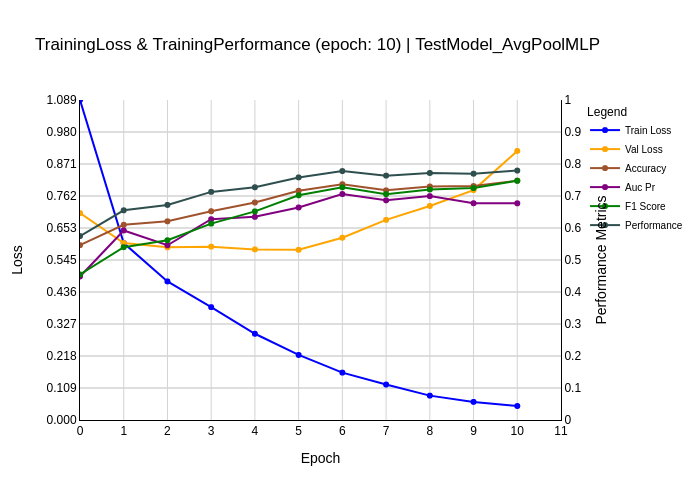 TrainingLoss & TrainingPerformance (epoch: 10) | TestModel_AvgPoolMLP
Legend
Train Loss
Val Loss
Accuracy
Auc Pr
F1 Score
Performance
Loss
1.089
0.980
0.871
0.762
0.653
0.545
0.436
0.327
0.218
0.109
0.000
1
0.9
0.8
0.7
0.6
0.5
0.4
0.3
0.2
0.1
0
Performance Metrics
0 1 2 3 4 5 6 7 8 9 10 11
Epoch